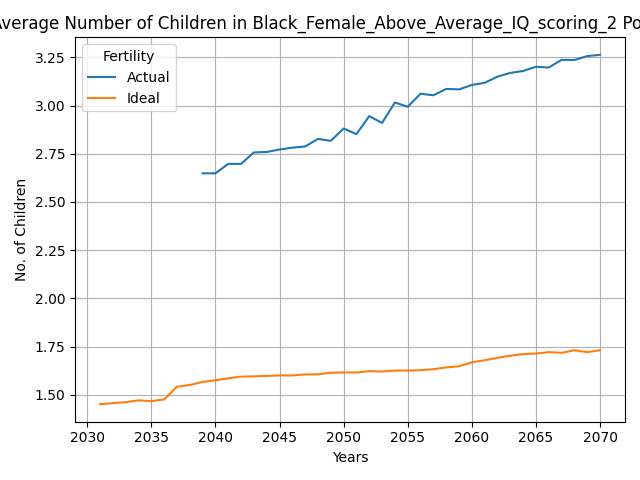 Average Number of Children in Black_Female_Above_Average_IQ_scoring_2 Po
Fertility
Actual
Ideal
3.25
3.00
2.75
2.50
2.25
2.00
1.75
1.50
No. of Children
2030 2035 2040 2045 2050 2055 2060 2065 2070
Years